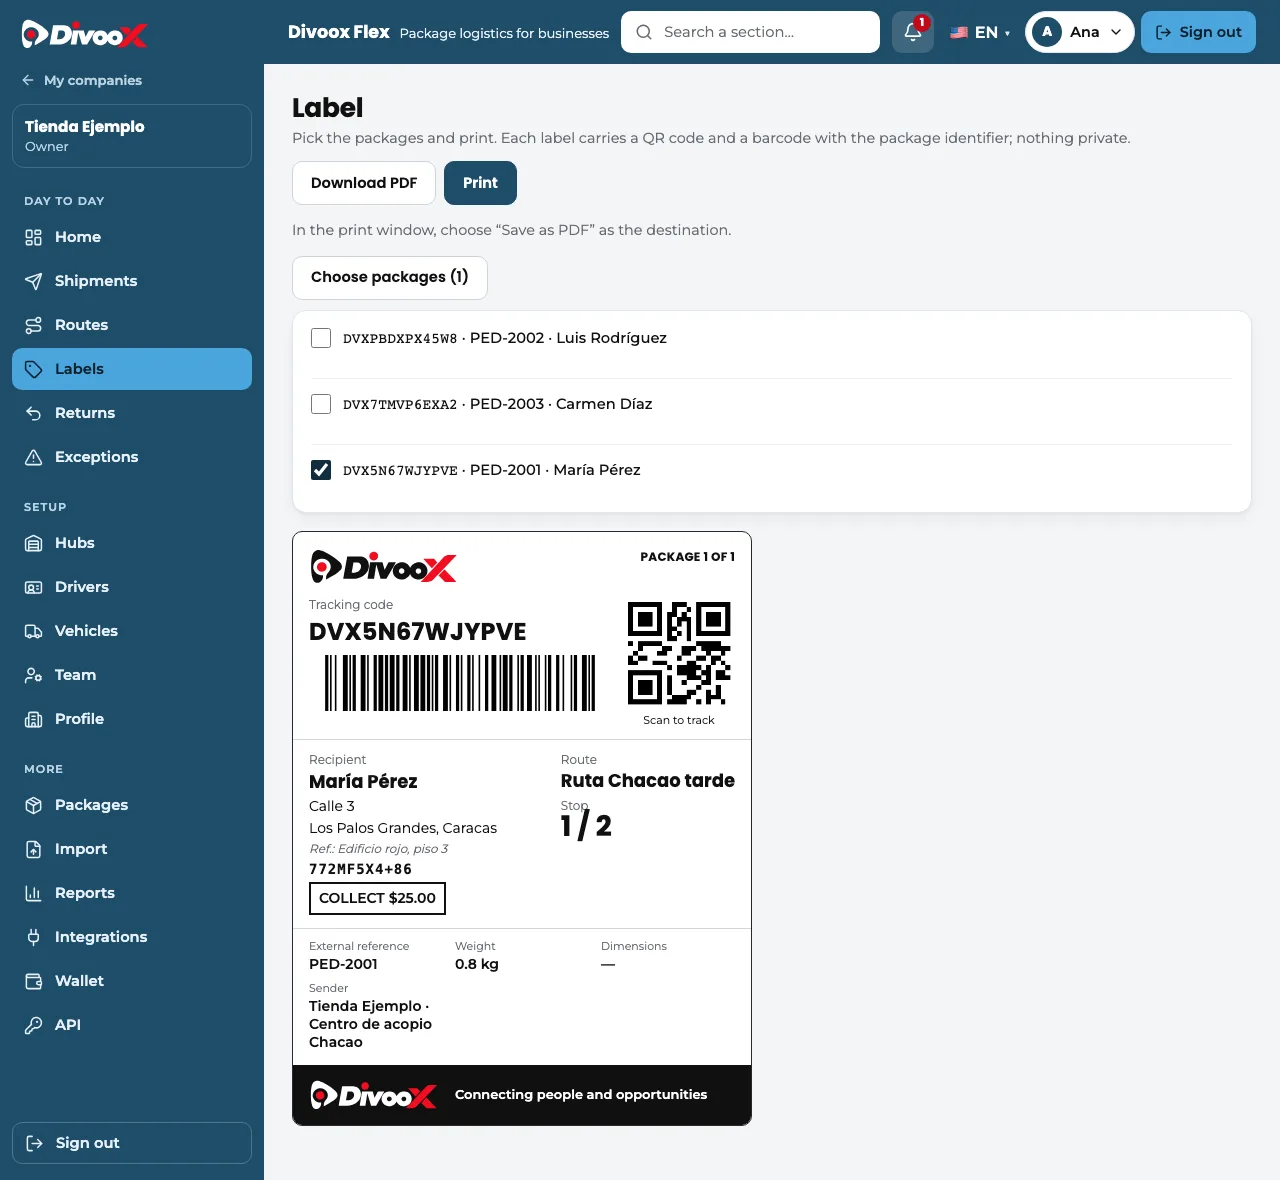 DivooX
Divoox Flex
Package logistics for businesses
Search a section...
1
EN
A
Ana
Sign out
My companies
Tienda Ejemplo
Owner
DAY TO DAY
Home
Shipments
Routes
Labels
Returns
Exceptions
SETUP
Hubs
Drivers
Vehicles
Team
Profile
MORE
Packages
Import
Reports
Integrations
Wallet
API
Sign out
Label
Pick the packages and print. Each label carries a QR code and a barcode with the package identifier; nothing private.
Download PDF
Print
In the print window, choose “Save as PDF” as the destination.
Choose packages (1)
DVXPBDXPX45W8 · PED-2002 · Luis Rodríguez
DVX7TMVP6EXA2 · PED-2003 · Carmen Díaz
DVX5N67WJYPVE · PED-2001 · María Pérez
DivooX
PACKAGE 1 OF 1
Tracking code
DVX5N67WJYPVE
Scan to track
Recipient
María Pérez
Calle 3
Los Palos Grandes, Caracas
Ref.: Edificio rojo, piso 3
772MF5X4+86
COLLECT $25.00
Route
Ruta Chacao tarde
Stop
1 / 2
External reference
PED-2001
Weight
0.8 kg
Dimensions
—
Sender
Tienda Ejemplo ·
Centro de acopio
Chacao
DivooX
Connecting people and opportunities